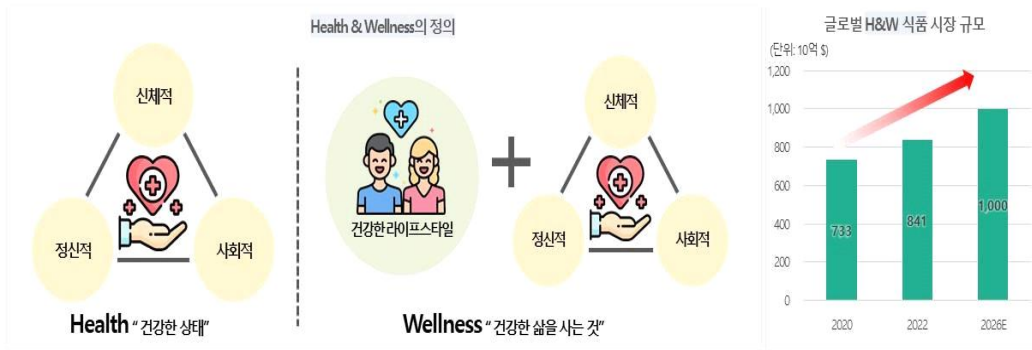 Health & Wellness의 정의
신체적
정신적
사회적
Health “ 건강한 상태”
건강한 라이프스타일
신체적
정신적
사회적
Wellness “ 건강한 삶을 사는 것”
글로벌 H&W 식품 시장 규모
(단위: 10억 $)
1,200
1,000
800
600
400
200
0
733
841
1,000
2020
2022
2026E